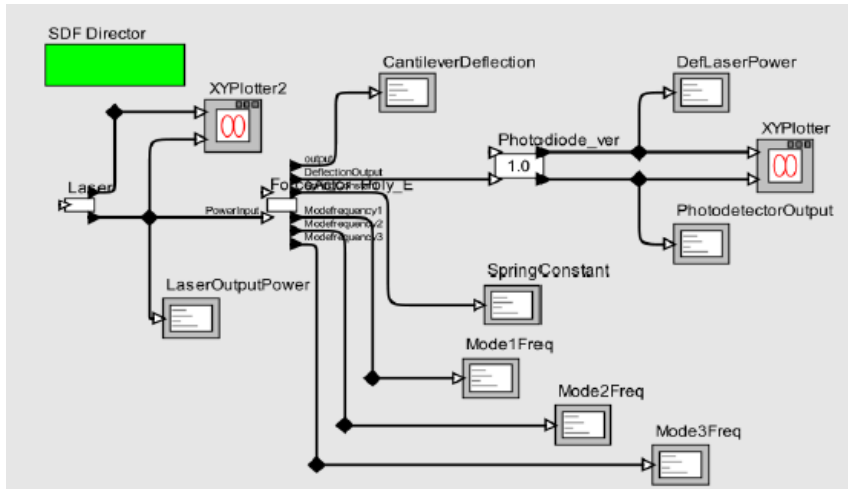 SDF Director
XYPlotter2
CantileverDeflection
DefLaserPower
XYPlotter
Photodiode_ver
1.0
output
DeflectionOutput
Laser
PowerInput
Modefrequency1
Modefrequency2
Modefrequency3
PhotodetectorOutput
SpringConstant
LaserOutputPower
Mode1Freq
Mode2Freq
Mode3Freq